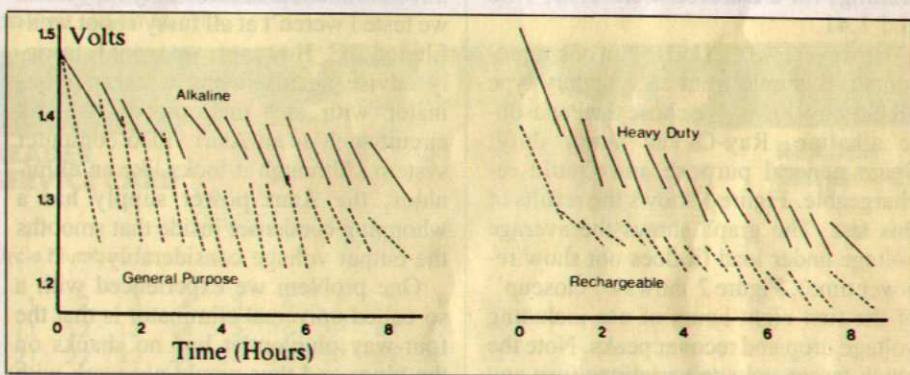 1.5
Volts
Alkaline
1.4
1.3
General Purpose
1.2
0 2 4 6 8
Time (Hours)
Heavy Duty
Rechargeable
0 2 4 6 8